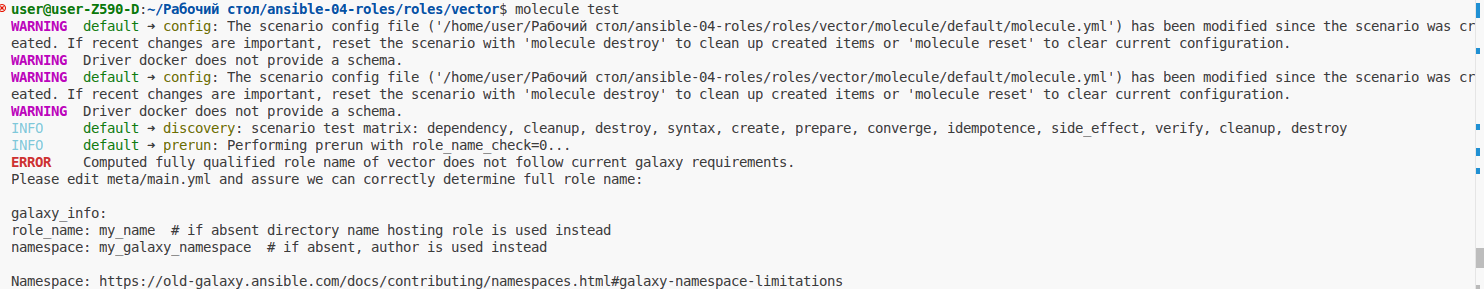 user@user-Z590-D:~/Рабочий стол/ansible-04-roles/roles/vector$ molecule test
WARNING  default ➜ config: The scenario config file ('/home/user/Рабочий стол/ansible-04-roles/roles/vector/molecule/default/molecule.yml') has been modified since the scenario was cr
eated. If recent changes are important, reset the scenario with 'molecule destroy' to clean up created items or 'molecule reset' to clear current configuration.
WARNING  Driver docker does not provide a schema.
WARNING  default ➜ config: The scenario config file ('/home/user/Рабочий стол/ansible-04-roles/roles/vector/molecule/default/molecule.yml') has been modified since the scenario was cr
eated. If recent changes are important, reset the scenario with 'molecule destroy' to clean up created items or 'molecule reset' to clear current configuration.
WARNING  Driver docker does not provide a schema.
INFO     default ➜ discovery: scenario test matrix: dependency, cleanup, destroy, syntax, create, prepare, converge, idempotence, side_effect, verify, cleanup, destroy
INFO     default ➜ prerun: Performing prerun with role_name_check=0...
ERROR    Computed fully qualified role name of vector does not follow current galaxy requirements.
Please edit meta/main.yml and assure we can correctly determine full role name:
galaxy_info:
role_name: my_name  # if absent directory name hosting role is used instead
namespace: my_galaxy_namespace  # if absent, author is used instead
Namespace: https://old-galaxy.ansible.com/docs/contributing/namespaces.html#galaxy-namespace-limitations